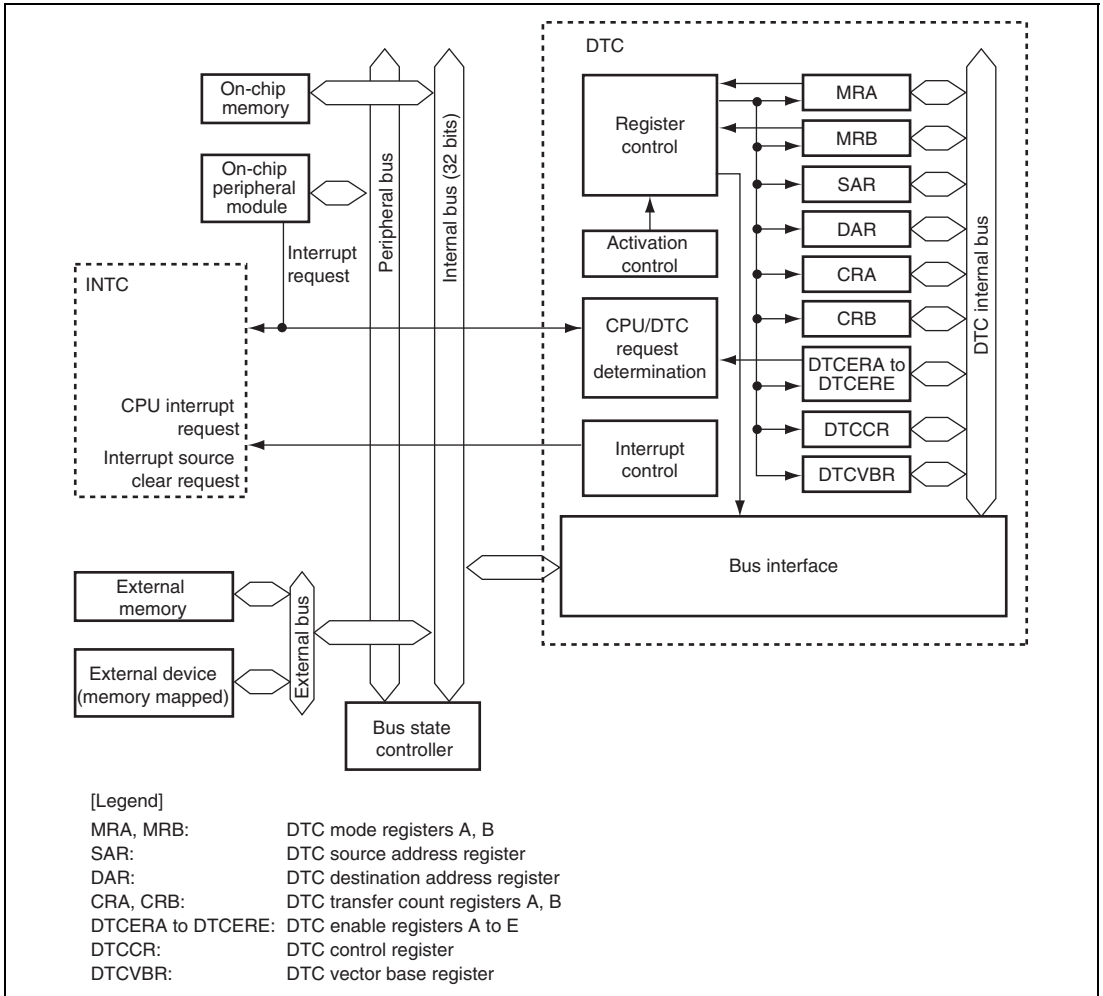 DTC
On-chip
memory
On-chip
peripheral
module
Interrupt
request
Peripheral bus
Internal bus (32 bits)
INTC
CPU interrupt
request
Interrupt source
clear request
Register
control
Activation
control
CPU/DTC
request
determination
Interrupt
control
MRA
MRB
SAR
DAR
CRA
CRB
DTCERA to
DTCERE
DTCCR
DTCVBR
DTC internal bus
Bus interface
External
memory
External device
(memory mapped)
External bus
Bus state
controller
[Legend]
MRA, MRB: DTC mode registers A, B
SAR: DTC source address register
DAR: DTC destination address register
CRA, CRB: DTC transfer count registers A, B
DTCERA to DTCERE: DTC enable registers A to E
DTCCR: DTC control register
DTCVBR: DTC vector base register